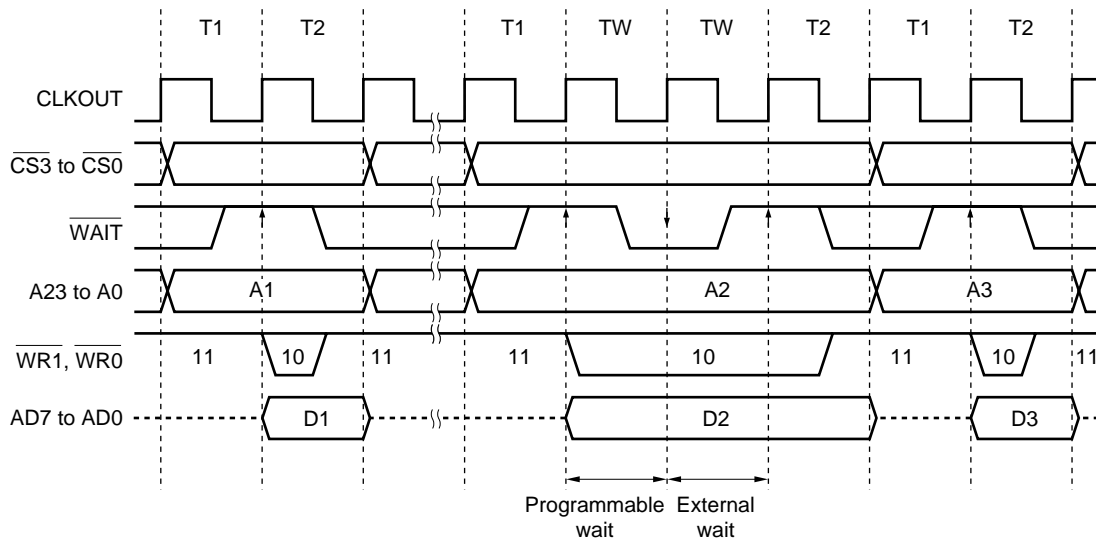 T1 T2 T1 TW TW T2 T1 T2
CLKOUT
CS3 to CS0
WAIT
A23 to A0 A1 A2 A3
WR1, WR0 11 10 11 11 10 11 10 11
AD7 to AD0 D1 D2 D3
Programmable wait
External wait